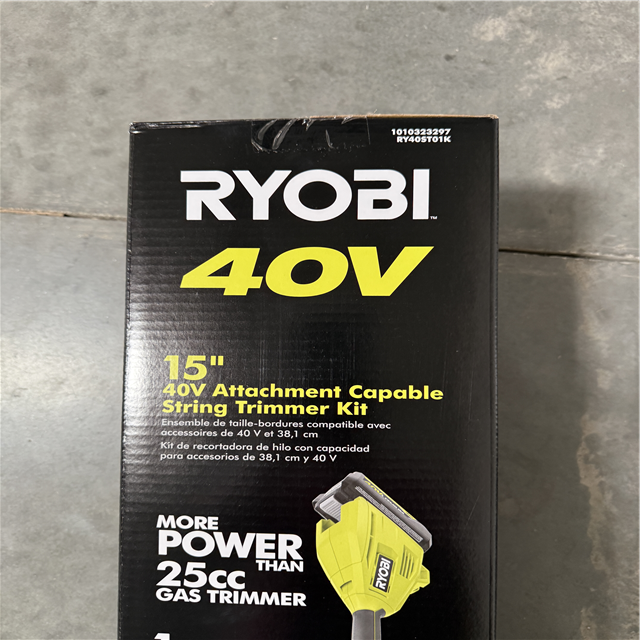 1010323297
RY40ST01K
RYOBI™
40V
15"
40V Attachment Capable
String Trimmer Kit
Ensemble de taille-bordures compatible avec
accessoires de 40 V et 38,1 cm
Kit de recortadora de hilo con capacidad
para accesorios de 38,1 cm y 40 V
MORE
POWER
THAN
25cc
GAS TRIMMER
RYOBI